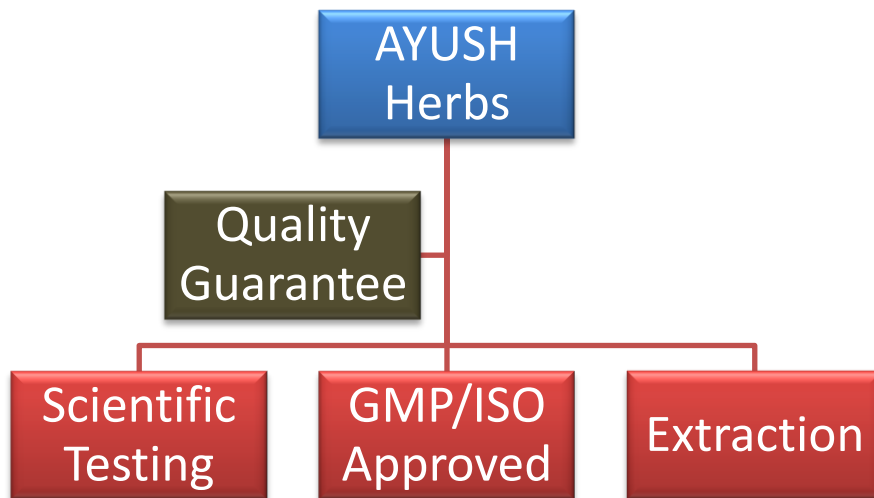 AYUSH
Herbs
Quality
Guarantee
Scientific
Testing
GMP/ISO
Approved
Extraction